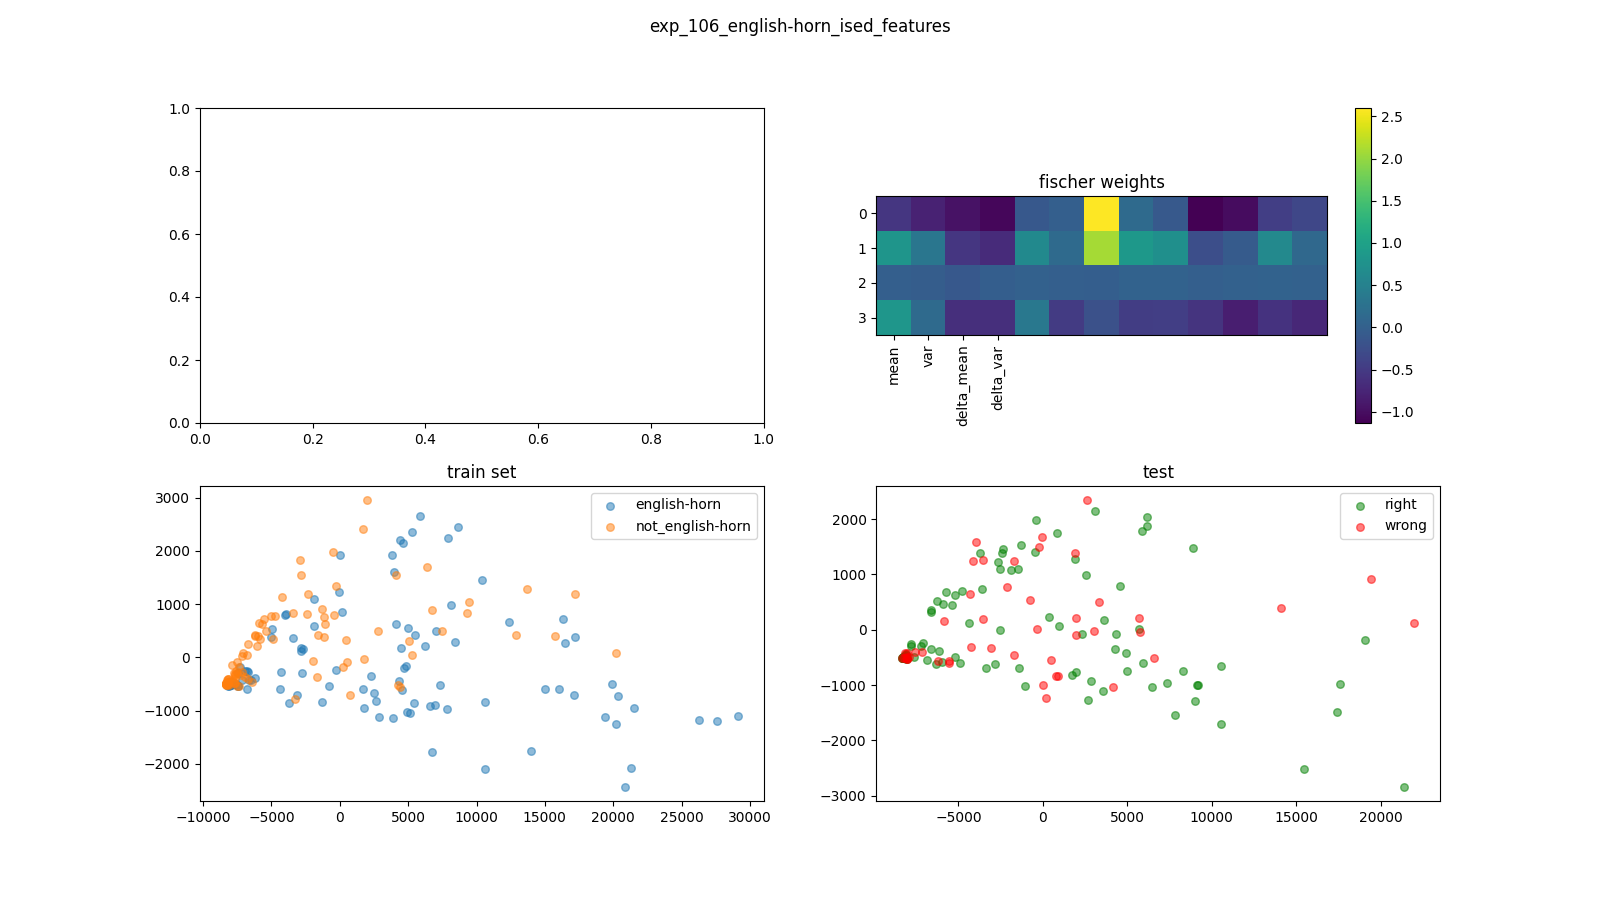 exp_106_english-horn_ised_features
1.0
0.8
0.6
0.4
0.2
0.0
0.0 0.2 0.4 0.6 0.8 1.0
fischer weights
0
1
2
3
mean var delta_mean delta_var
2.5
2.0
1.5
1.0
0.5
0.0
−0.5
−1.0
train set
english-horn
not_english-horn
3000
2000
1000
0
−1000
−2000
−10000 −5000 0 5000 10000 15000 20000 25000 30000
test
right
wrong
2000
1000
0
−1000
−2000
−3000
−5000 0 5000 10000 15000 20000